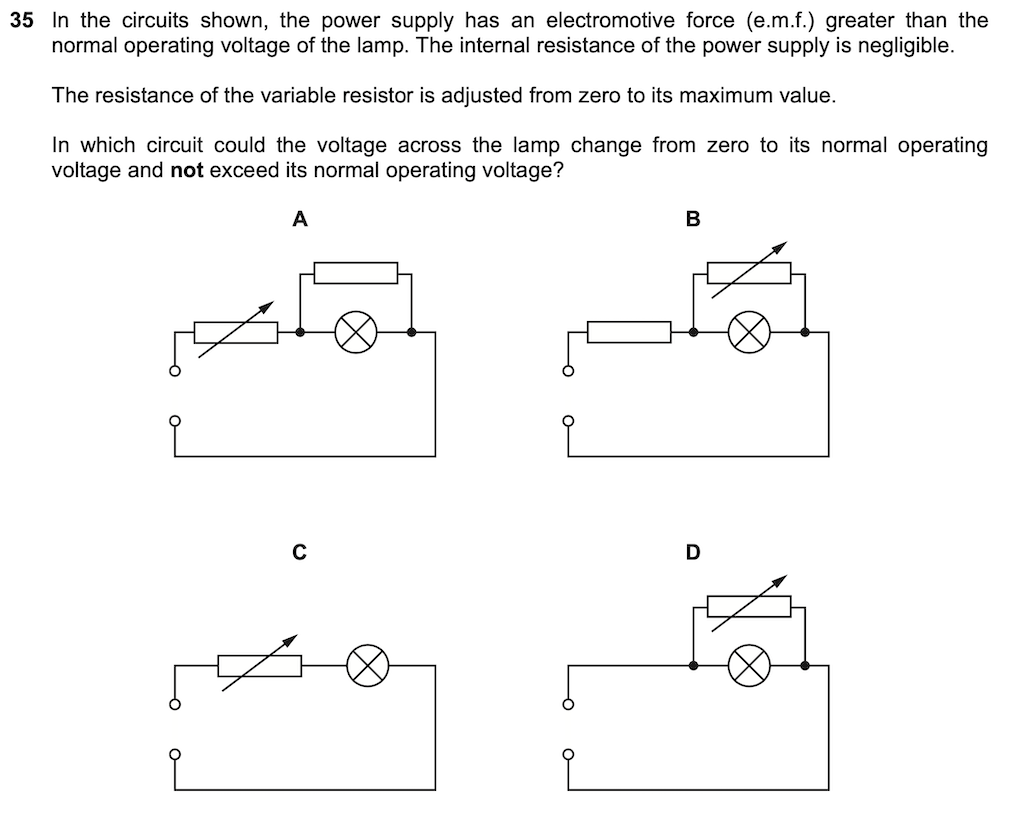 35 In the circuits shown, the power supply has an electromotive force (e.m.f.) greater than the
normal operating voltage of the lamp. The internal resistance of the power supply is negligible.
The resistance of the variable resistor is adjusted from zero to its maximum value.
In which circuit could the voltage across the lamp change from zero to its normal operating
voltage and not exceed its normal operating voltage?
A
B
C
D